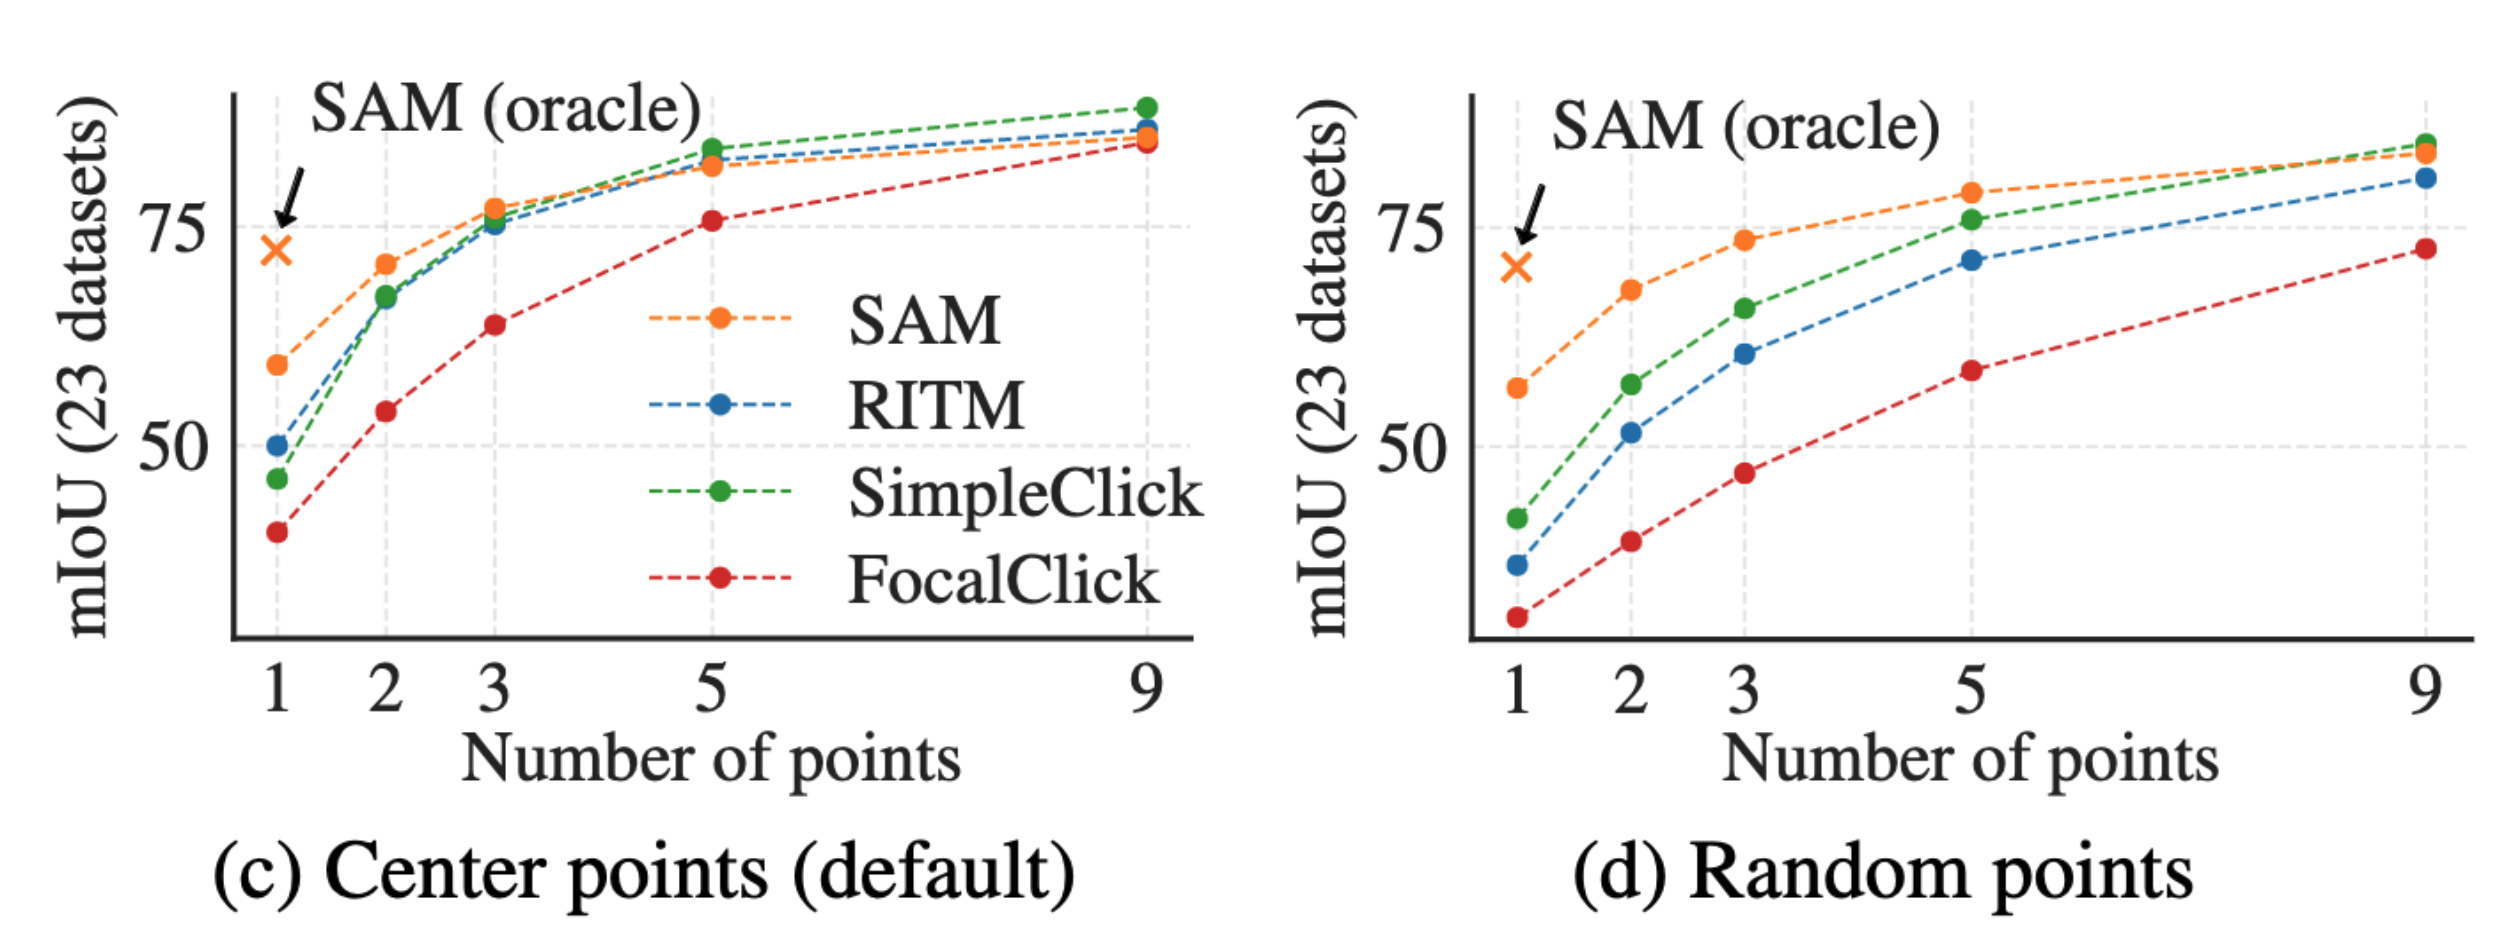 mIoU (23 datasets)
SAM (oracle)
75
50
SAM
RITM
SimpleClick
FocalClick
1 2 3 5 9
Number of points
(c) Center points (default)
mIoU (23 datasets)
SAM (oracle)
75
50
1 2 3 5 9
Number of points
(d) Random points